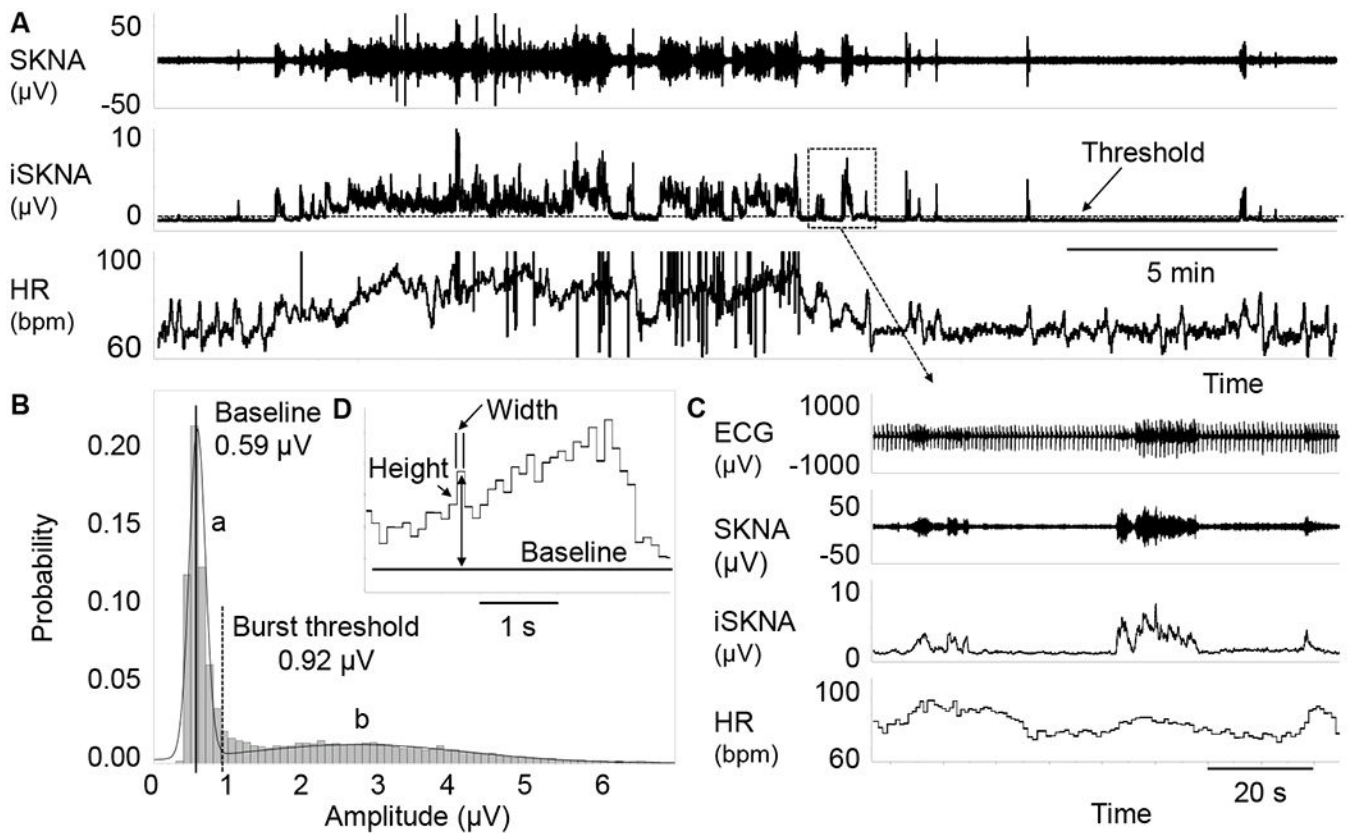 A
50
SKNA
(µV)
-50
10
iSKNA
(µV)
0
Threshold
5 min
100
HR
(bpm)
60
Time
B
0.20
0.15
0.10
0.05
0.00
Probability
Baseline
0.59 µV
a
Burst threshold
0.92 µV
b
0 1 2 3 4 5 6
Amplitude (µV)
D
Width
Height
Baseline
1 s
C
1000
ECG
(µV)
-1000
50
SKNA
-50
(µV)
10
iSKNA
(µV)
0
100
HR
(bpm)
60
20 s
Time